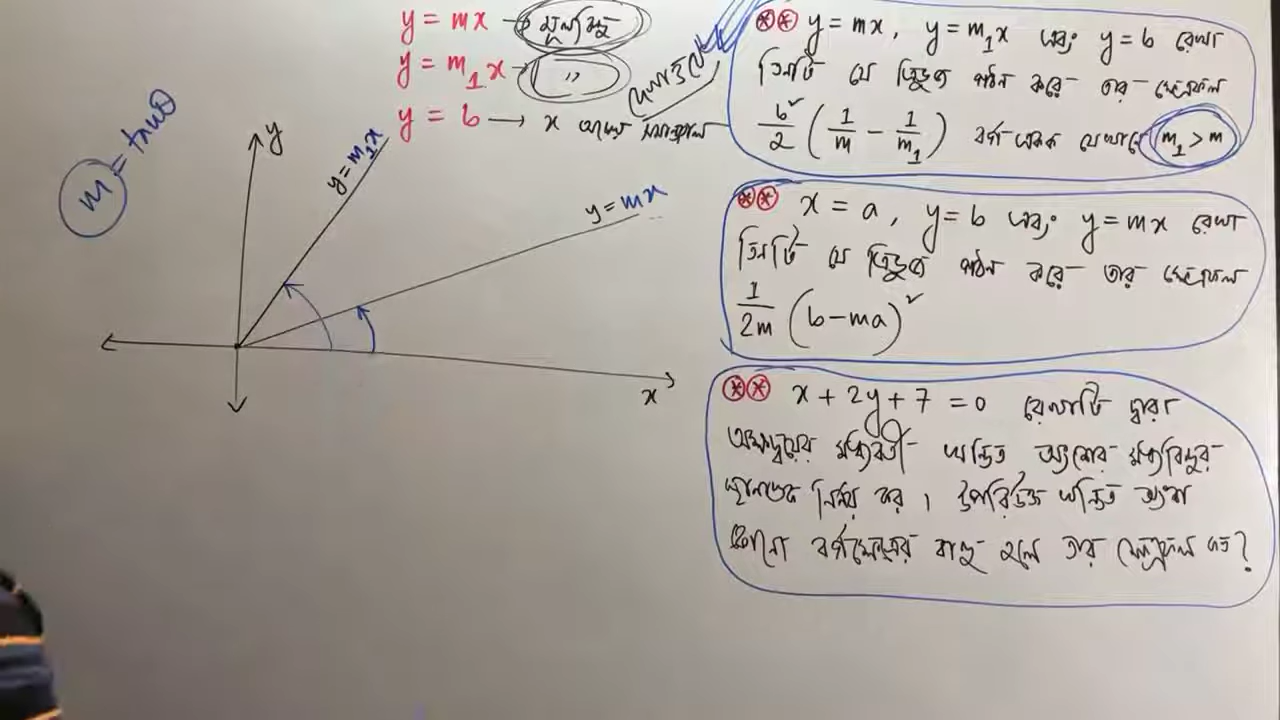 y = mx → মূলবিন্দু
y = m₁x → "
y = b → x অক্ষের সমান্তরাল
m = tanθ
y
y = m₁x
y = mx
x
⊛⊛ y = mx, y = m₁x এবং y = b রেখা
তিনটি যে ত্রিভুজ গঠন করে তার ক্ষেত্রফল
b²/2 (1/m − 1/m₁) বর্গ একক যেখানে m₁ > m
⊛⊛ x = a, y = b এবং y = mx রেখা
তিনটি যে ত্রিভুজ গঠন করে তার ক্ষেত্রফল
1/2m (b − ma)²
⊛⊛ x + 2y + 7 = 0 রেখাটি দ্বারা
অক্ষদ্বয়ের মধ্যবর্তী খন্ডিত অংশের মধ্যবিন্দুর
স্থানাঙ্ক নির্ণয় কর। উপরিউক্ত খন্ডিত অংশ
কোনো বর্গক্ষেত্রের বাহু হলে তার ক্ষেত্রফল কত?